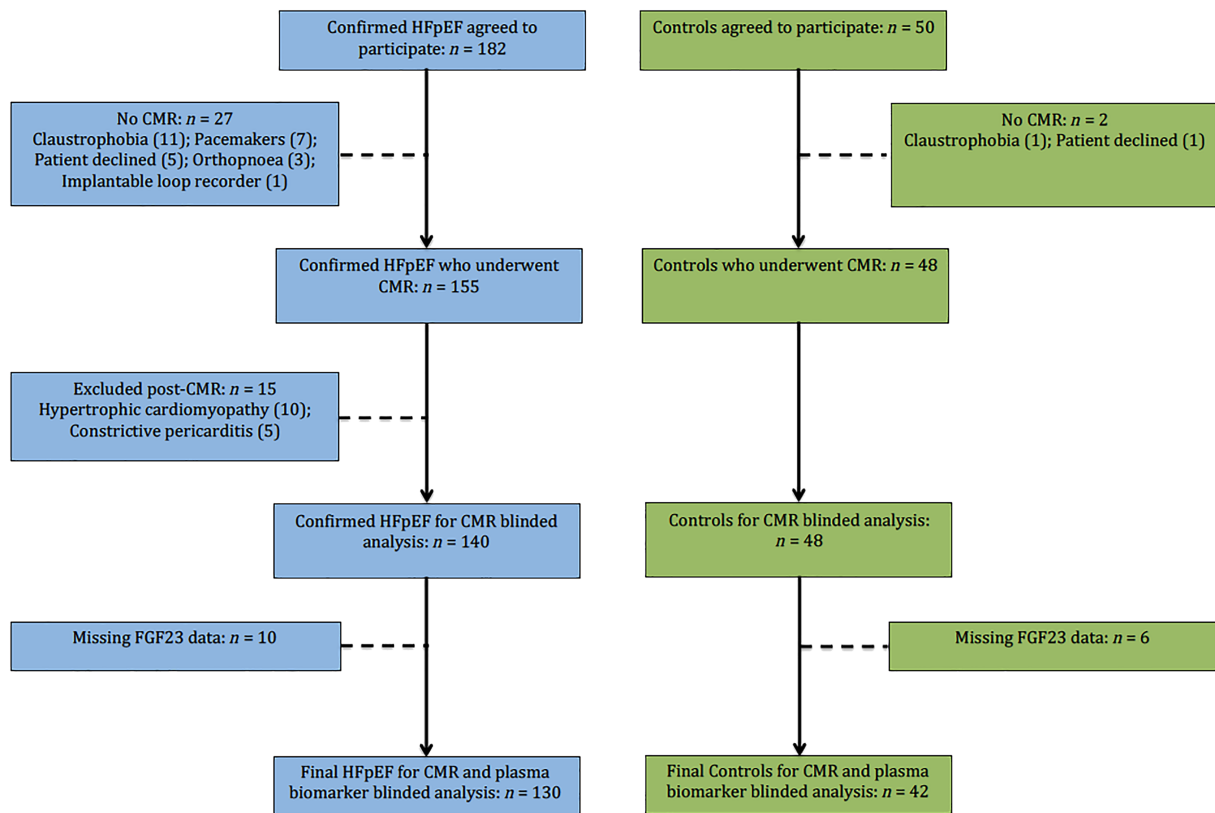 Confirmed HFpEF agreed to
participate: n = 182
Controls agreed to participate: n = 50
No CMR: n = 27
Claustrophobia (11); Pacemakers (7);
Patient declined (5); Orthopnoea (3);
Implantable loop recorder (1)
No CMR: n = 2
Claustrophobia (1); Patient declined (1)
Confirmed HFpEF who underwent
CMR: n = 155
Controls who underwent CMR: n = 48
Excluded post-CMR: n = 15
Hypertrophic cardiomyopathy (10);
Constrictive pericarditis (5)
Confirmed HFpEF for CMR blinded
analysis: n = 140
Controls for CMR blinded analysis:
n = 48
Missing FGF23 data: n = 10
Missing FGF23 data: n = 6
Final HFpEF for CMR and plasma
biomarker blinded analysis: n = 130
Final Controls for CMR and plasma
biomarker blinded analysis: n = 42